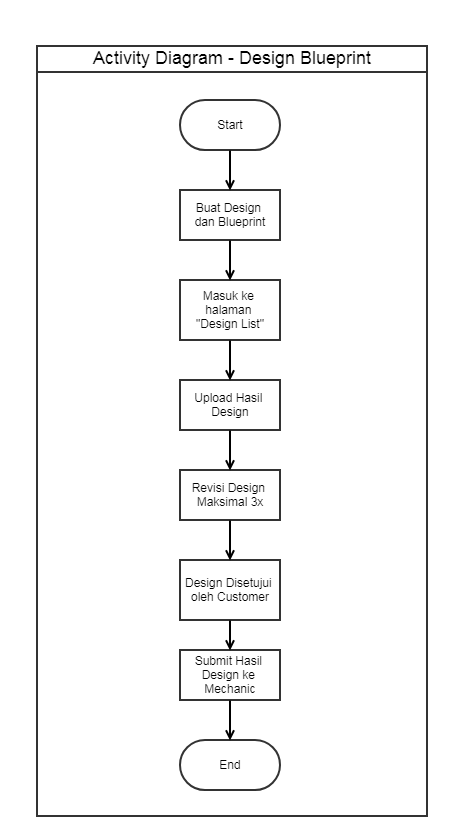 Activity Diagram - Design Blueprint
Start
Buat Design
dan Blueprint
Masuk ke
halaman
"Design List"
Upload Hasil
Design
Revisi Design
Maksimal 3x
Design Disetujui
oleh Customer
Submit Hasil
Design ke
Mechanic
End